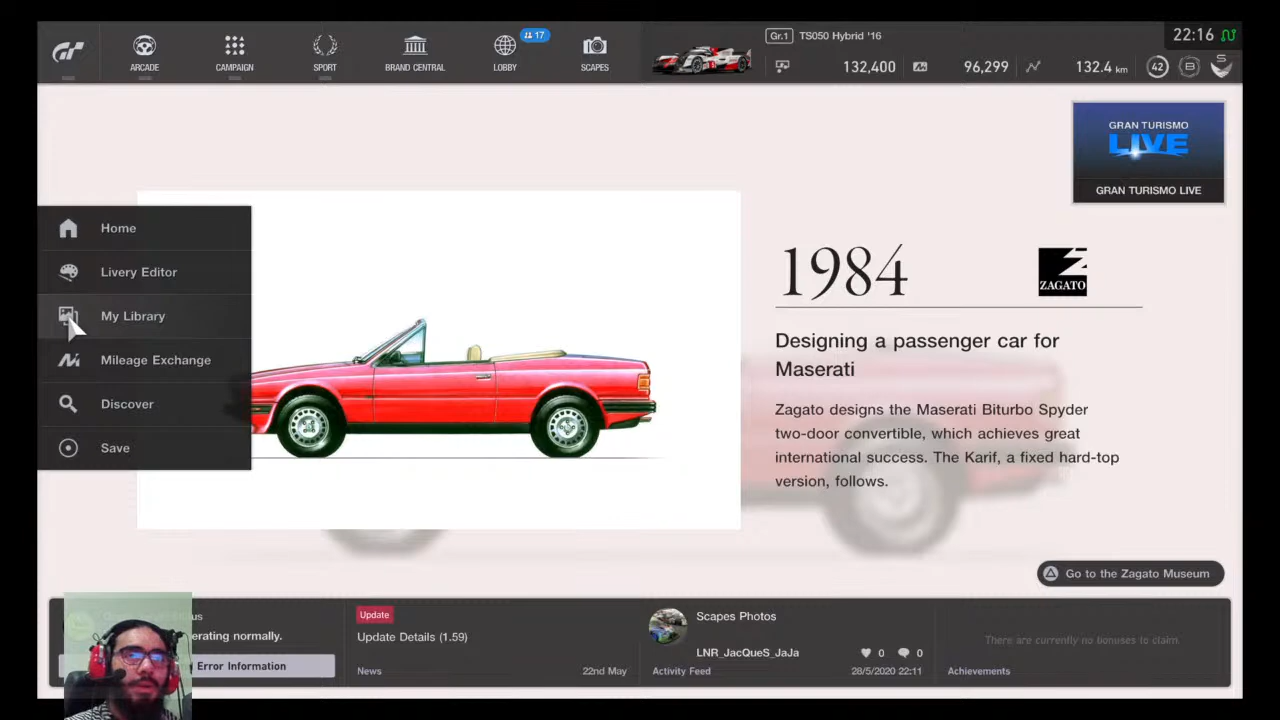 GT
ARCADE
CAMPAIGN
SPORT
BRAND CENTRAL
17
LOBBY
SCAPES
Gr.1 TS050 Hybrid '16
132,400
96,299
132.4 km
22:16
42
B
S
GRAN TURISMO
LIVE
GRAN TURISMO LIVE
Home
Livery Editor
My Library
Mileage Exchange
Discover
Save
1984
ZAGATO
Designing a passenger car for
Maserati
Zagato designs the Maserati Biturbo Spyder
two-door convertible, which achieves great
international success. The Karif, a fixed hard-top
version, follows.
Go to the Zagato Museum
erating normally.
Error Information
Update
Update Details (1.59)
News
22nd May
Scapes Photos
LNR_JacQueS_JaJa
0
0
Activity Feed
28/5/2020 22:11
There are currently no bonuses to claim.
Achievements